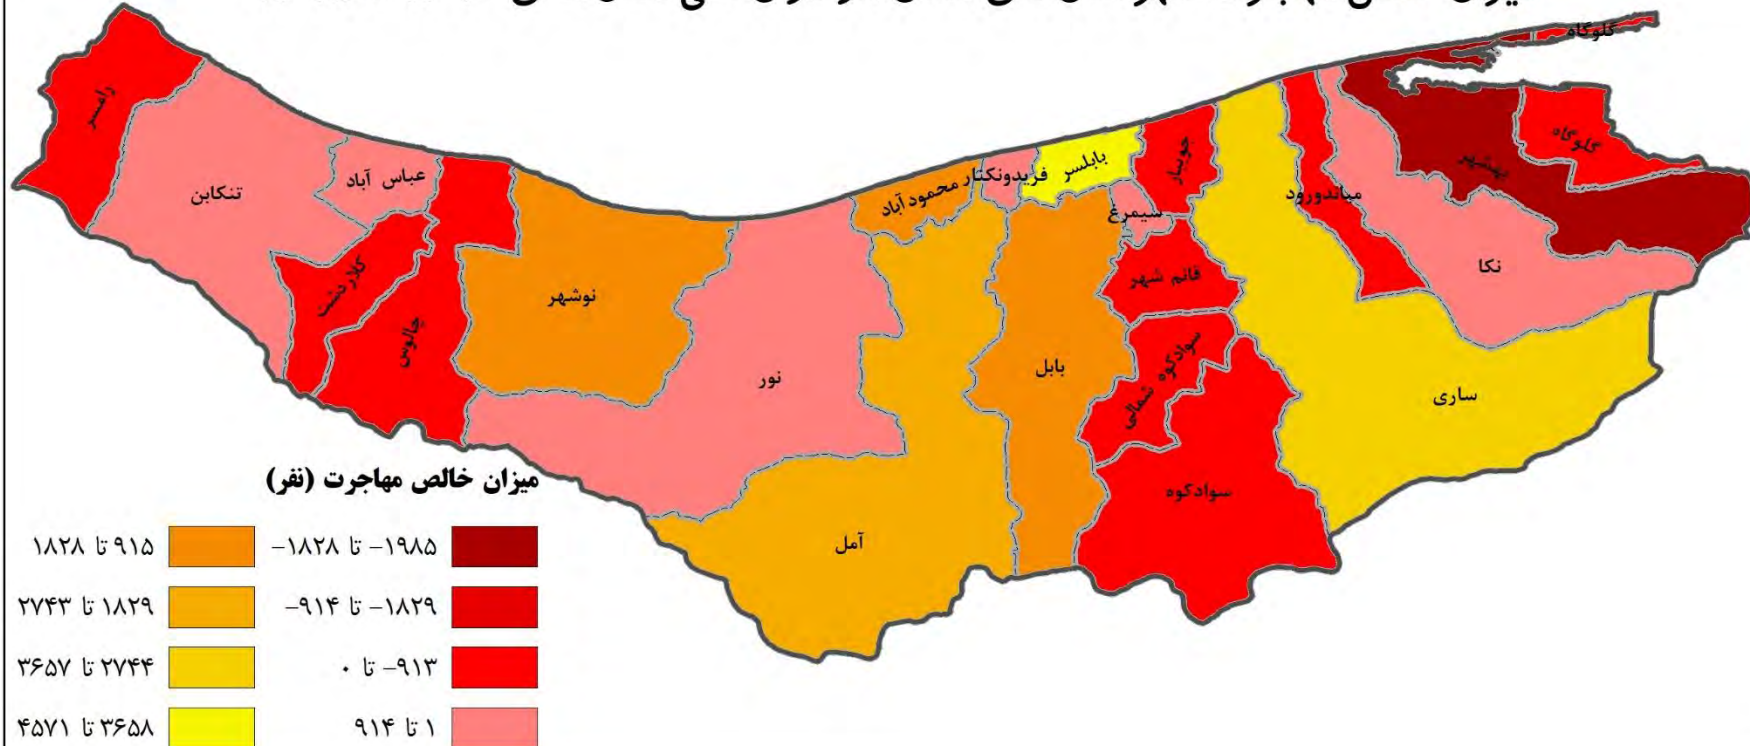 گلوگاه
رامسر
تنکابن
عباس آباد
کلاردشت
چالوس
نوشهر
نور
محمود آباد
آمل
فریدونکنار
بابلسر
بابل
سیمرغ
جویبار
قائم شهر
سوادکوه شمالی
سوادکوه
ساری
میاندورود
نکا
بهشهر
گلوگاه
میزان خالص مهاجرت (نفر)
۱۹۸۵- تا ۱۸۲۸-
۱۸۲۹- تا ۹۱۴-
۹۱۳- تا ۰
۱ تا ۹۱۴
۹۱۵ تا ۱۸۲۸
۱۸۲۹ تا ۲۷۴۳
۲۷۴۴ تا ۳۶۵۷
۳۶۵۸ تا ۴۵۷۱